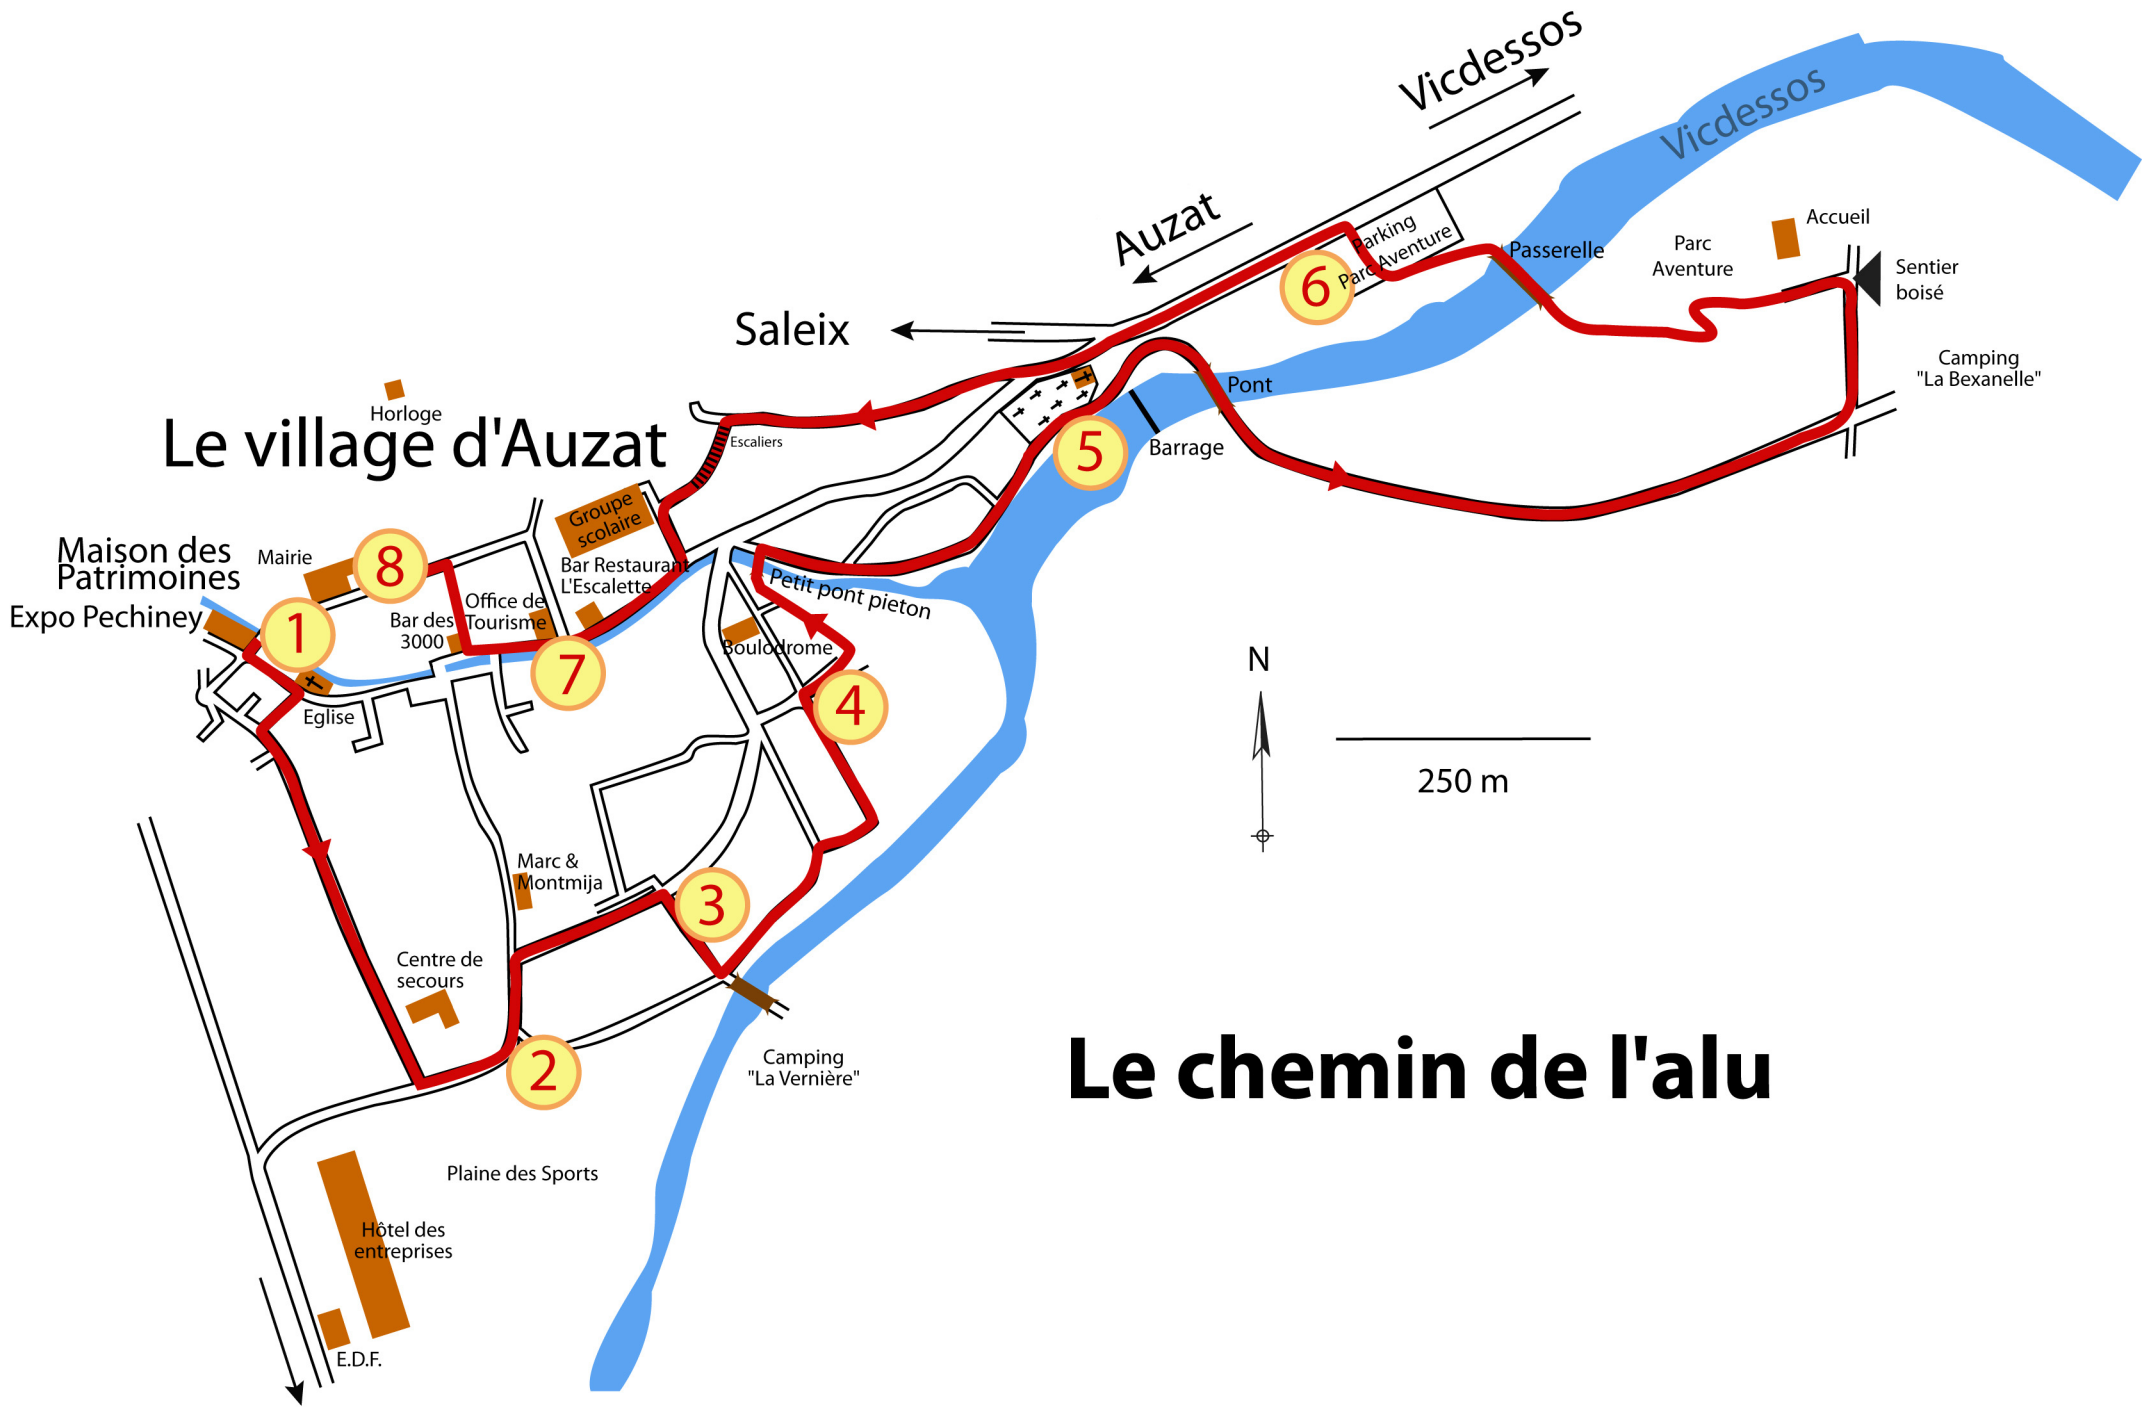 Vicdessos
Vicdessos
Auzat
Saleix
Parking
Parc Aventure
6
Passerelle
Parc
Aventure
Accueil
Sentier
boisé
Camping
"La Bexanelle"
Pont
Barrage
5
Horloge
Le village d'Auzat
Escaliers
Groupe
scolaire
Maison des
Patrimoines
Expo Pechiney
Mairie
8
1
Bar des
3000
Office de
Tourisme
Bar Restaurant
L'Escalette
Petit pont pieton
7
Boulodrome
4
Eglise
N
250 m
Marc &
Montmija
3
Centre de
secours
2
Camping
"La Vernière"
Le chemin de l'alu
Plaine des Sports
Hôtel des
entreprises
E.D.F.